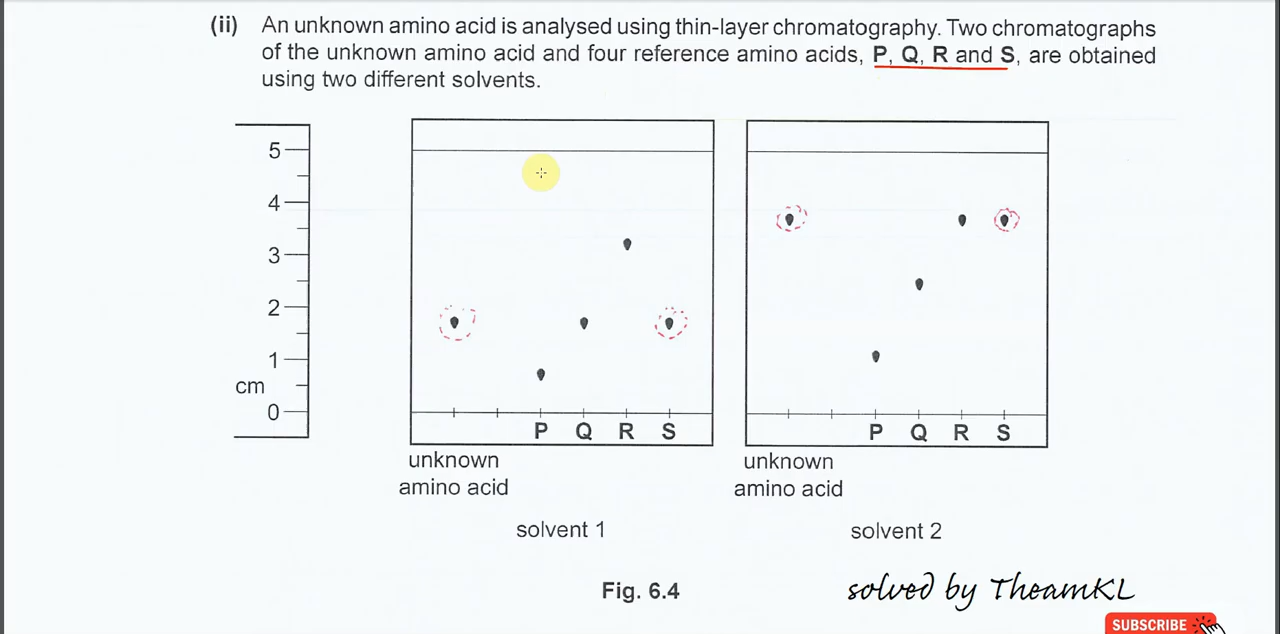 (ii) An unknown amino acid is analysed using thin-layer chromatography. Two chromatographs
of the unknown amino acid and four reference amino acids, P, Q, R and S, are obtained
using two different solvents.
5
4
3
2
1
cm
0
P Q R S
unknown
amino acid
solvent 1
P Q R S
unknown
amino acid
solvent 2
Fig. 6.4
solved by TheamKL
SUBSCRIBE